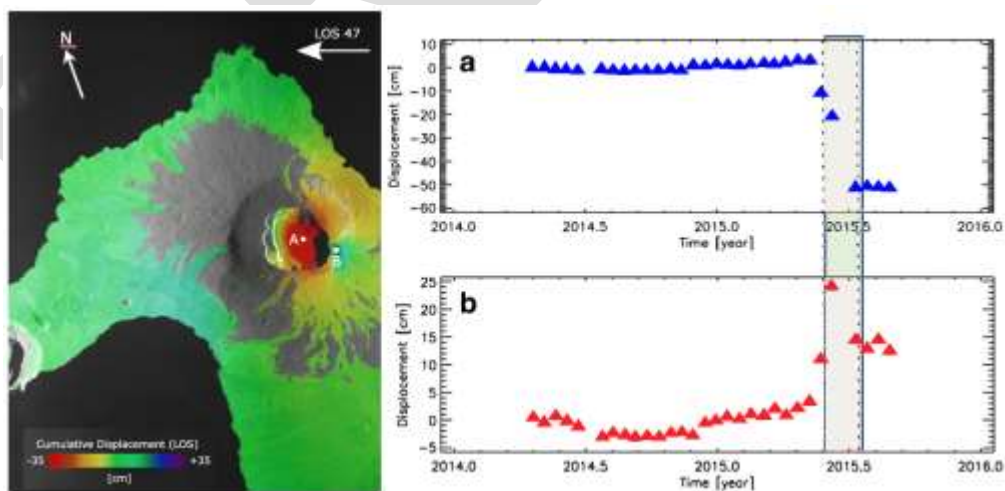 N
LOS 47
A
B
Cumulative Displacement (LOS)
-35
+35
[cm]
a
Displacement [cm]
10
0
-10
-20
-30
-40
-50
-60
2014.0
2014.5
2015.0
2015.5
2016.0
Time [year]
b
Displacement [cm]
25
20
15
10
5
0
-5
2014.0
2014.5
2015.0
2015.5
2016.0
Time [year]